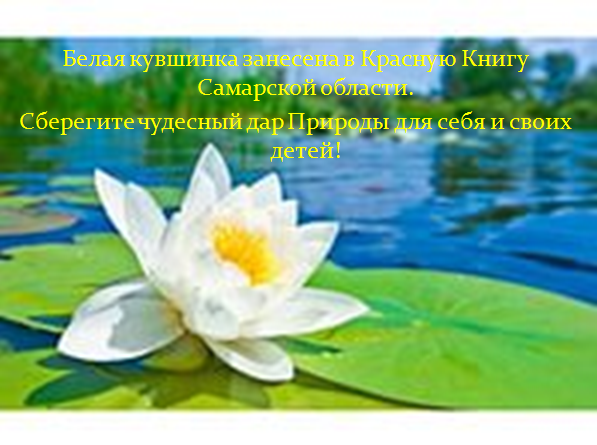 Белая кувшинка занесена в Красную Книгу
Самарской области.
Сберегите чудесный дар Природы для себя и своих
детей!